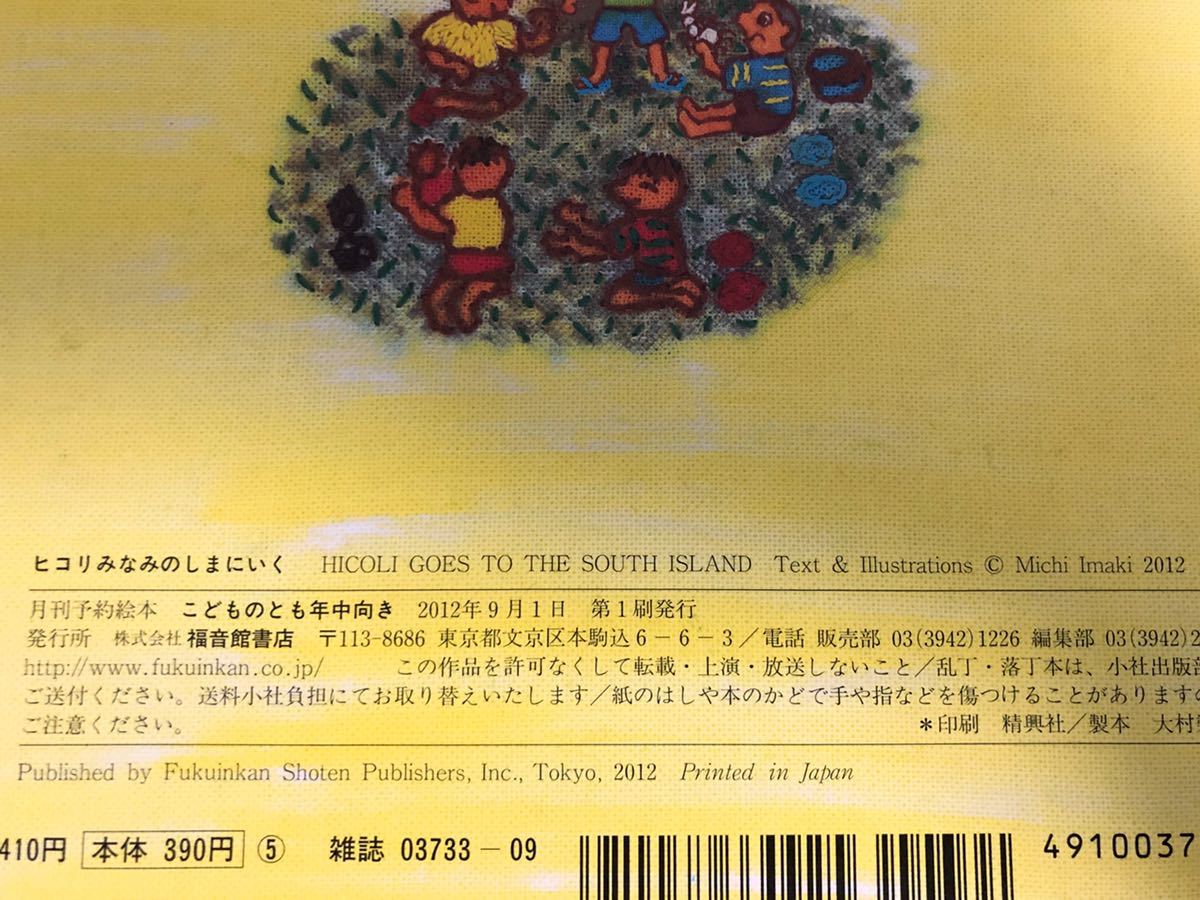 ヒコリみなみのしまにいく HICOLI GOES TO THE SOUTH ISLAND Text & Illustrations © Michi Imaki 2012
月刊予約絵本 こどものとも年中向き 2012年9月1日 第1刷発行
発行所 株式会社 福音館書店 〒113-8686 東京都文京区本駒込6-6-3／電話 販売部 03(3942)1226 編集部 03(3942)2
http://www.fukuinkan.co.jp/ この作品を許可なくして転載・上演・放送しないこと／乱丁・落丁本は、小社出版部
ご送付ください。送料小社負担にてお取り替えいたします／紙のはしや本のかどで手や指などを傷つけることがありますの
ご注意ください。 ＊印刷 精興社／製本 大村
Published by Fukuinkan Shoten Publishers, Inc., Tokyo, 2012 Printed in Japan
410円 本体 390円 ⑤ 雑誌 03733-09 4910037